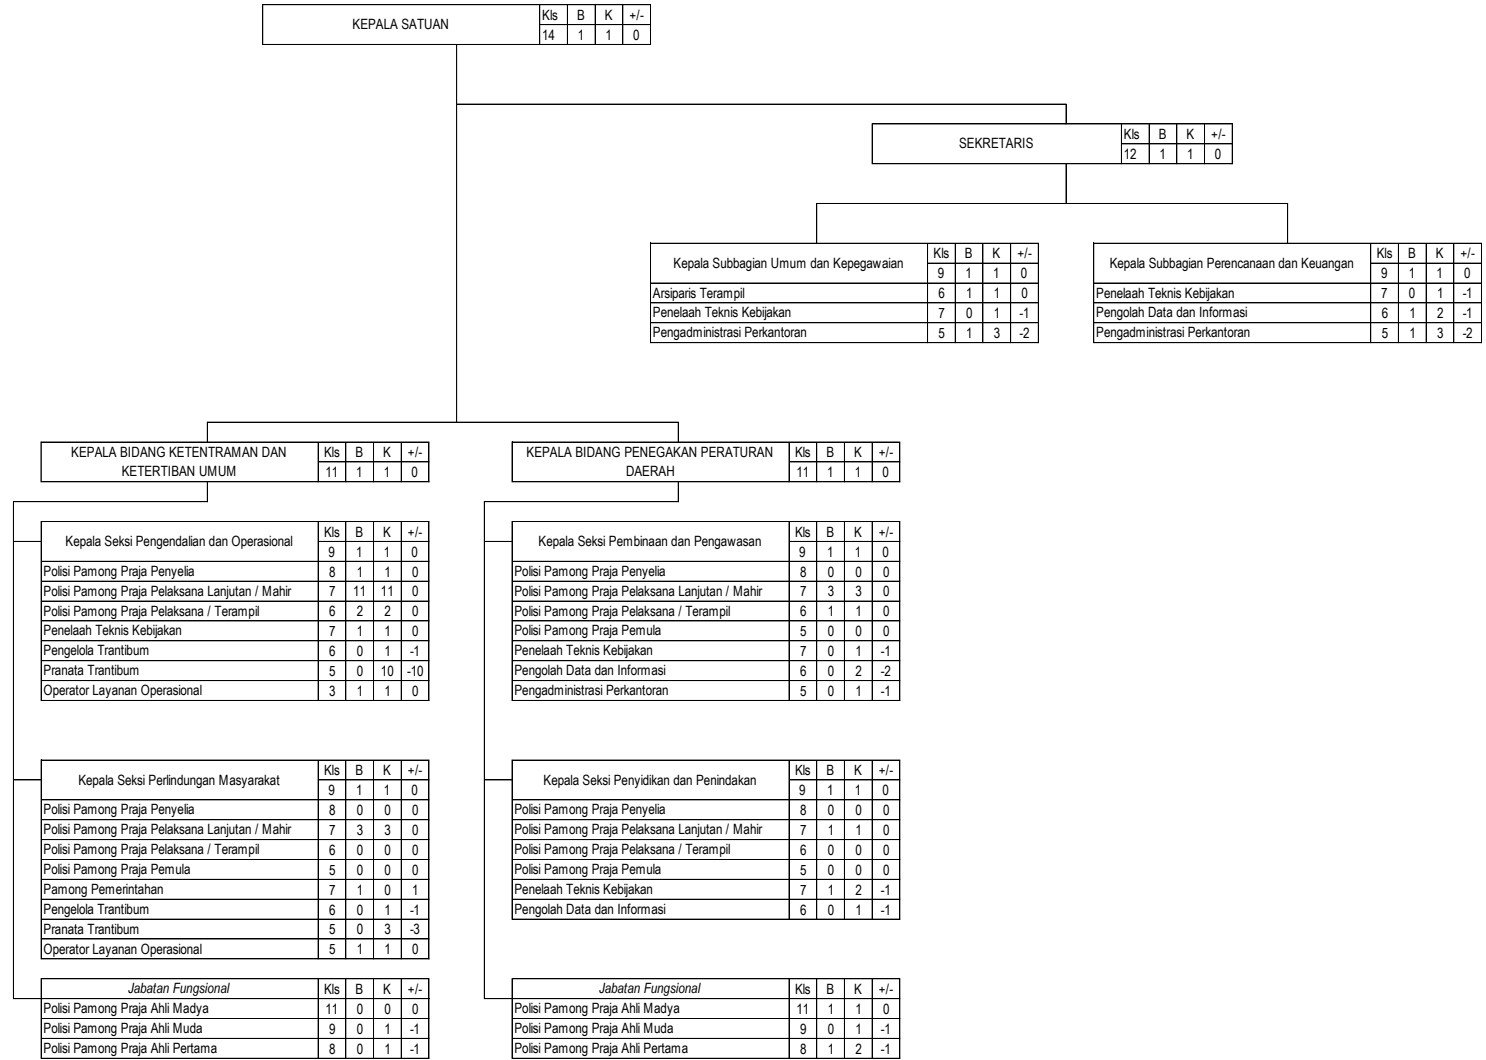 KEPALA SATUAN Kls B K +/-
14 1 1 0
SEKRETARIS Kls B K +/-
12 1 1 0
Kepala Subbagian Umum dan Kepegawaian Kls B K +/-
9 1 1 0
Arsiparis Terampil 6 1 1 0
Penelaah Teknis Kebijakan 7 0 1 -1
Pengadministrasi Perkantoran 5 1 3 -2
Kepala Subbagian Perencanaan dan Keuangan Kls B K +/-
9 1 1 0
Penelaah Teknis Kebijakan 7 0 1 -1
Pengolah Data dan Informasi 6 1 2 -1
Pengadministrasi Perkantoran 5 1 3 -2
KEPALA BIDANG KETENTRAMAN DAN Kls B K +/-
KETERTIBAN UMUM 11 1 1 0
Kepala Seksi Pengendalian dan Operasional Kls B K +/-
9 1 1 0
Polisi Pamong Praja Penyelia 8 1 1 0
Polisi Pamong Praja Pelaksana Lanjutan / Mahir 7 11 11 0
Polisi Pamong Praja Pelaksana / Terampil 6 2 2 0
Penelaah Teknis Kebijakan 7 1 1 0
Pengelola Trantibum 6 0 1 -1
Pranata Trantibum 5 0 10 -10
Operator Layanan Operasional 3 1 1 0
Kepala Seksi Perlindungan Masyarakat Kls B K +/-
9 1 1 0
Polisi Pamong Praja Penyelia 8 0 0 0
Polisi Pamong Praja Pelaksana Lanjutan / Mahir 7 3 3 0
Polisi Pamong Praja Pelaksana / Terampil 6 0 0 0
Polisi Pamong Praja Pemula 5 0 0 0
Pamong Pemerintahan 7 1 0 1
Pengelola Trantibum 6 0 1 -1
Pranata Trantibum 5 0 3 -3
Operator Layanan Operasional 5 1 1 0
Jabatan Fungsional Kls B K +/-
Polisi Pamong Praja Ahli Madya 11 0 0 0
Polisi Pamong Praja Ahli Muda 9 0 1 -1
Polisi Pamong Praja Ahli Pertama 8 0 1 -1
KEPALA BIDANG PENEGAKAN PERATURAN Kls B K +/-
DAERAH 11 1 1 0
Kepala Seksi Pembinaan dan Pengawasan Kls B K +/-
9 1 1 0
Polisi Pamong Praja Penyelia 8 0 0 0
Polisi Pamong Praja Pelaksana Lanjutan / Mahir 7 3 3 0
Polisi Pamong Praja Pelaksana / Terampil 6 1 1 0
Polisi Pamong Praja Pemula 5 0 0 0
Penelaah Teknis Kebijakan 7 0 1 -1
Pengolah Data dan Informasi 6 0 2 -2
Pengadministrasi Perkantoran 5 0 1 -1
Kepala Seksi Penyidikan dan Penindakan Kls B K +/-
9 1 1 0
Polisi Pamong Praja Penyelia 8 0 0 0
Polisi Pamong Praja Pelaksana Lanjutan / Mahir 7 1 1 0
Polisi Pamong Praja Pelaksana / Terampil 6 0 0 0
Polisi Pamong Praja Pemula 5 0 0 0
Penelaah Teknis Kebijakan 7 1 2 -1
Pengolah Data dan Informasi 6 0 1 -1
Jabatan Fungsional Kls B K +/-
Polisi Pamong Praja Ahli Madya 11 1 1 0
Polisi Pamong Praja Ahli Muda 9 0 1 -1
Polisi Pamong Praja Ahli Pertama 8 1 2 -1